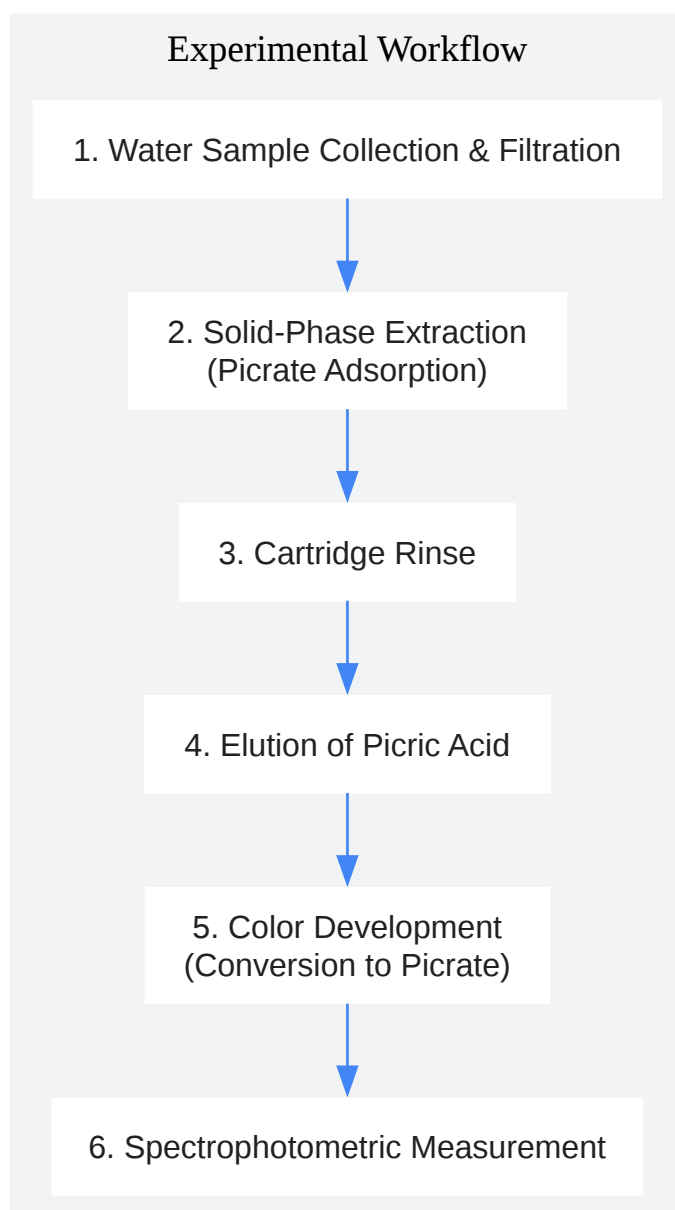 Experimental Workflow
1. Water Sample Collection & Filtration
2. Solid-Phase Extraction
(Picrate Adsorption)
3. Cartridge Rinse
4. Elution of Picric Acid
5. Color Development
(Conversion to Picrate)
6. Spectrophotometric Measurement